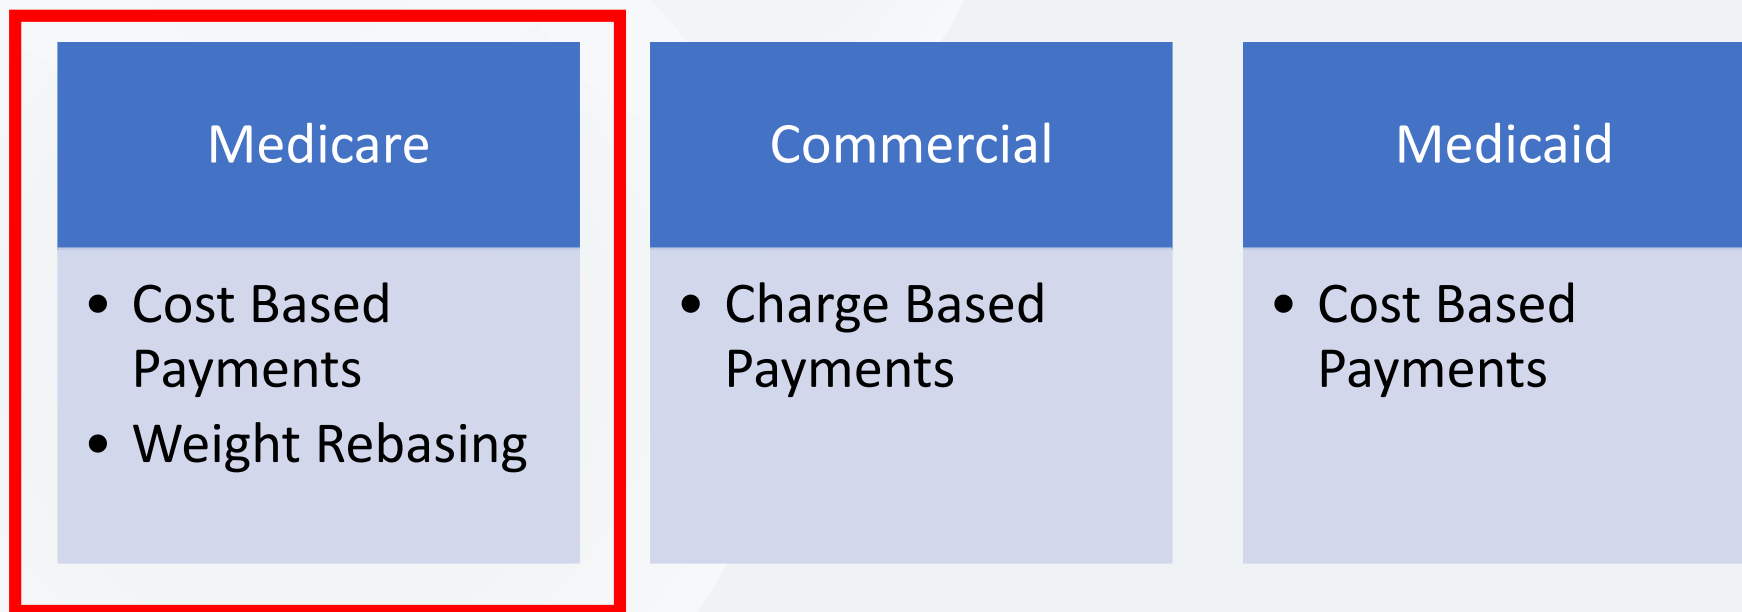 Medicare
• Cost Based
Payments
• Weight Rebasing
Commercial
• Charge Based
Payments
Medicaid
• Cost Based
Payments